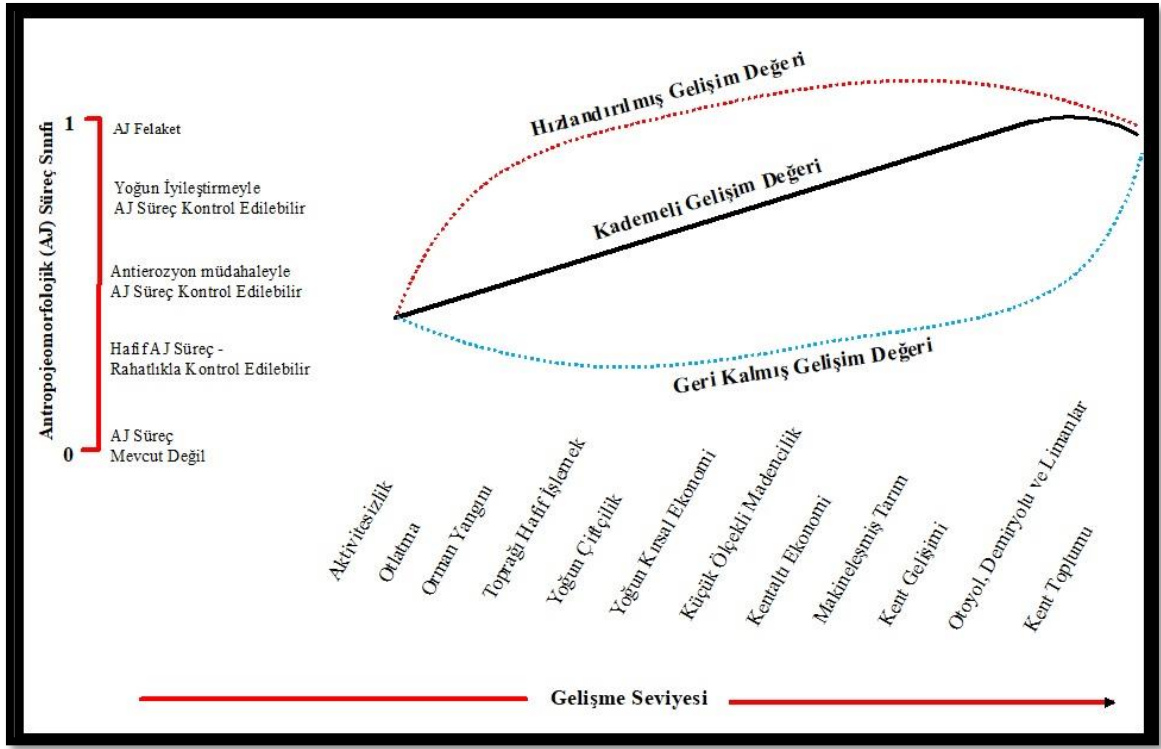 Antropojeomorfolojik (AJ) Süreç Sınıfı
1
AJ Felaket
Yoğun İyileştirmeyle
AJ Süreç Kontrol Edilebilir
Antierozyon müdahaleyle
AJ Süreç Kontrol Edilebilir
Hafif AJ Süreç -
Rahatlıkla Kontrol Edilebilir
0
AJ Süreç
Mevcut Değil
Hızlandırılmış Gelişim Değeri
Kademeli Gelişim Değeri
Geri Kalmış Gelişim Değeri
Aktivitesizlik
Otlatma
Orman Yangını
Toprağı Hafif İşlemek
Yoğun Çiftçilik
Yoğun Kırsal Ekonomi
Küçük Ölçekli Madencilik
Kentaltı Ekonomi
Makineleşmiş Tarım
Kent Gelişimi
Otoyol, Demiryolu ve Limanlar
Kent Toplumu
Gelişme Seviyesi